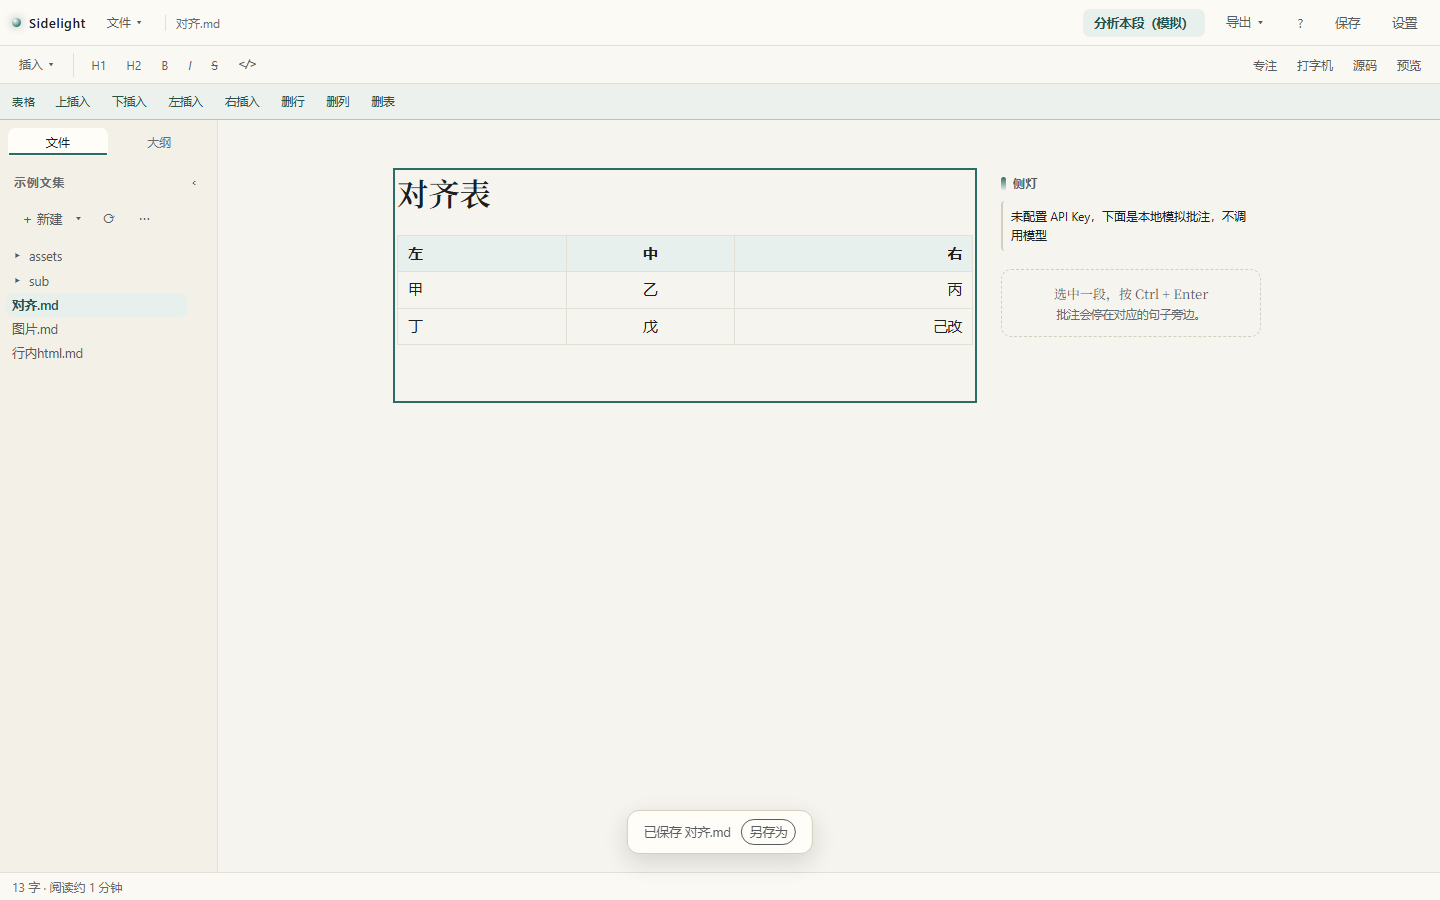 Sidelight 文件 对齐.md 分析本段（模拟） 导出 ? 保存 设置
插入 H1 H2 B I S </> 专注 打字机 源码 预览
表格 上插入 下插入 左插入 右插入 删行 删列 删表
文件 大纲
示例文集 ‹
+ 新建 ···
assets
sub
对齐.md
图片.md
行内html.md
对齐表
左 中 右
甲 乙 丙
丁 戊 己改
侧灯
未配置 API Key，下面是本地模拟批注，不调
用模型
选中一段，按 Ctrl + Enter
批注会停在对应的句子旁边。
已保存 对齐.md 另存为
13 字 · 阅读约 1 分钟